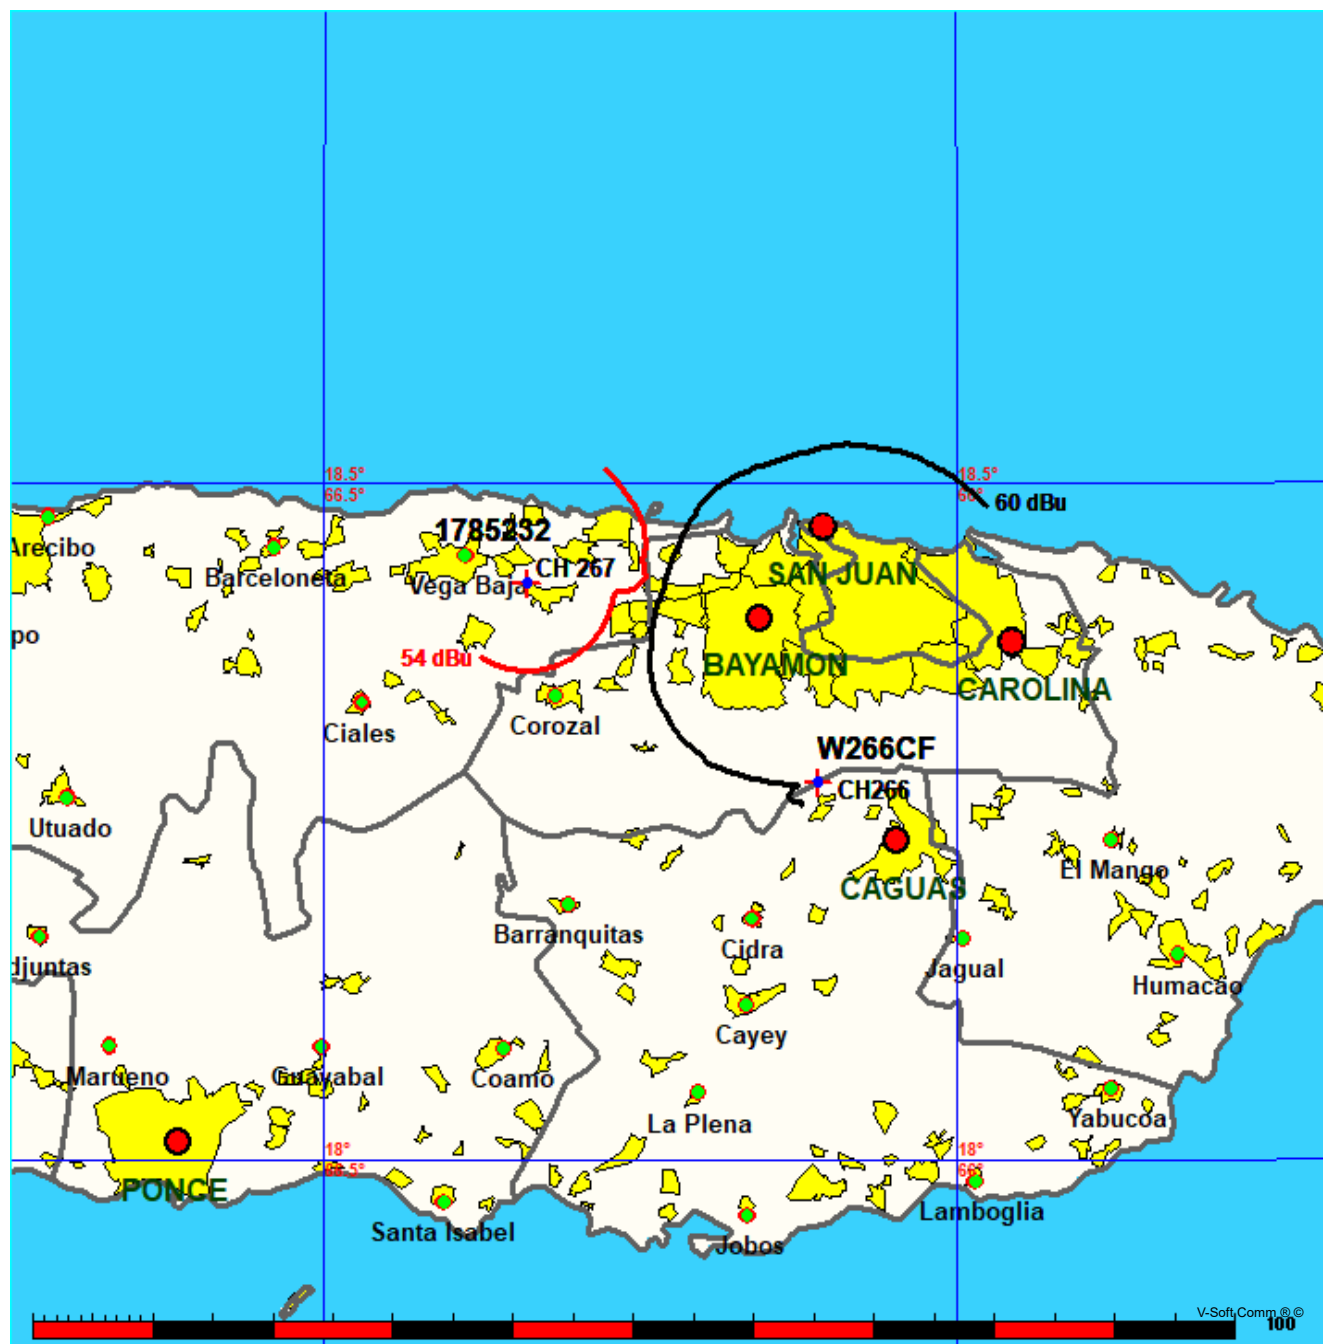 18.5°
66.5°
18.5°
66°
60 dBu
1785232
Arecibo
Barceloneta
CH 267
Vega Baja
SAN JUAN
po
54 dBu
BAYAMON
CAROLINA
Corozal
Ciales
W266CF
CH266
Utuado
El Mango
CAGUAS
Barranquitas
Cidra
djuntas
Jagual
Humacao
Cayey
Marueno
Guayabal
Coamo
La Plena
Yabucoa
18°
66.5°
18°
66°
PONCE
Santa Isabel
Lamboglia
Jobos
V-Soft Comm ® ©
100